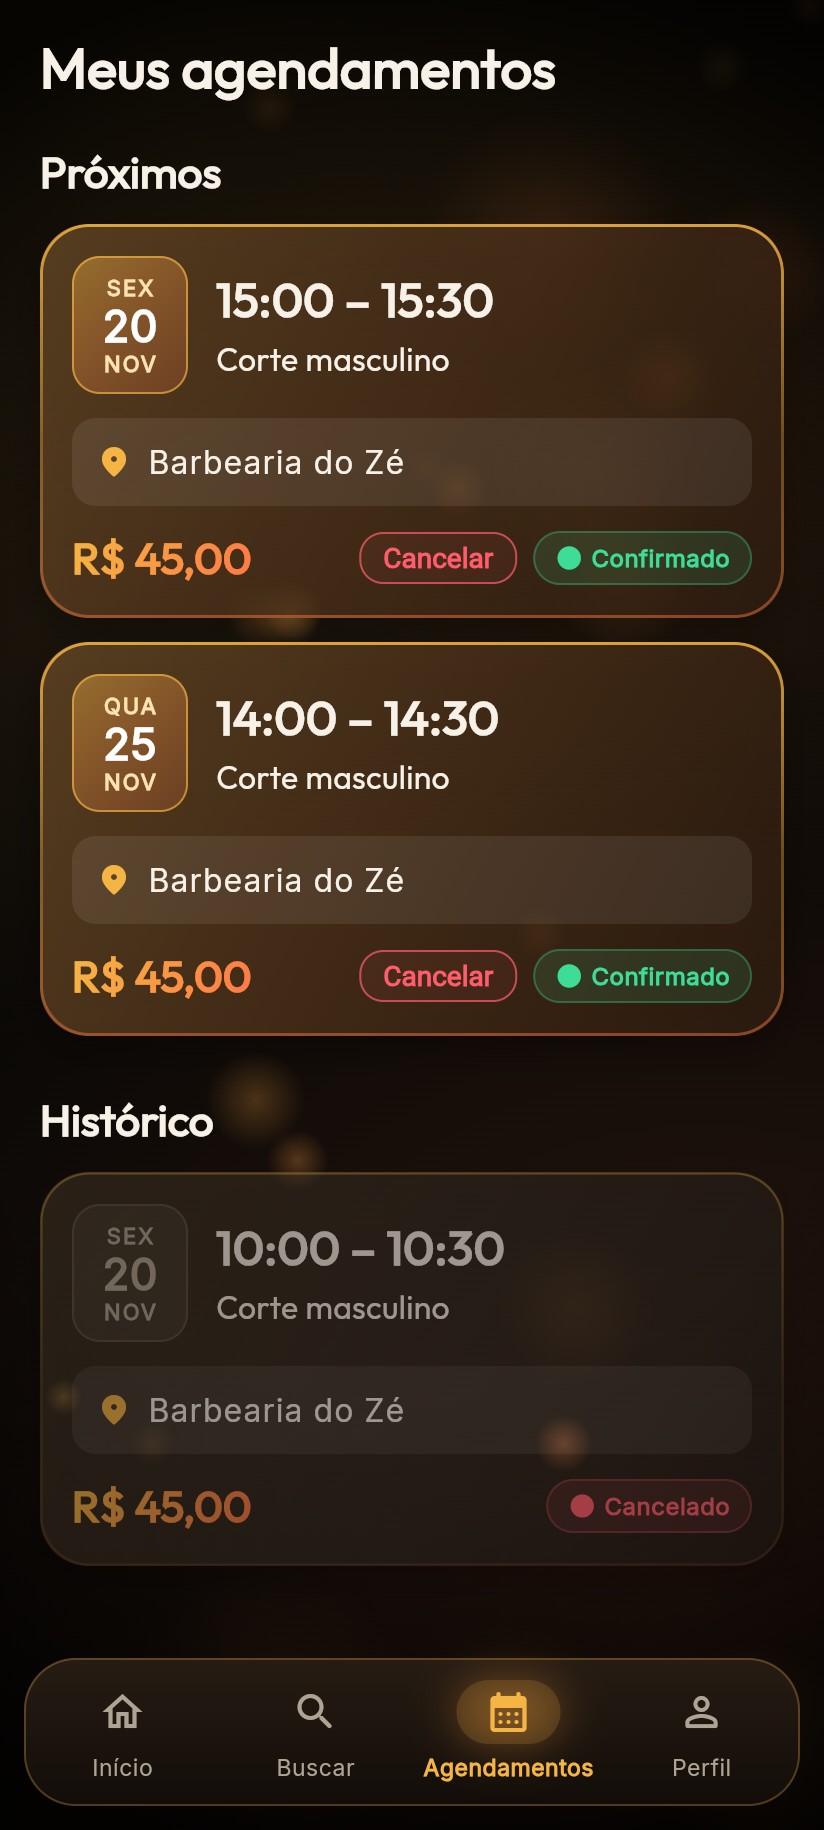 Meus agendamentos
Próximos
SEX
20
NOV
15:00 – 15:30
Corte masculino
Barbearia do Zé
R$ 45,00
Cancelar
Confirmado
QUA
25
NOV
14:00 – 14:30
Corte masculino
Barbearia do Zé
R$ 45,00
Cancelar
Confirmado
Histórico
SEX
20
NOV
10:00 – 10:30
Corte masculino
Barbearia do Zé
R$ 45,00
Cancelado
Início
Buscar
Agendamentos
Perfil